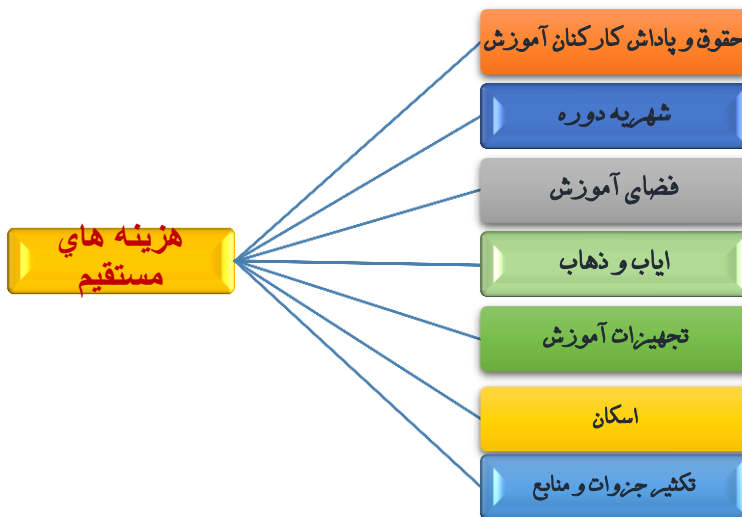 هزينه هاي
مستقيم
حقوق و پاداش کارکنان آموزش
شهریه دوره
فضای آموزش
ایاب و ذهاب
تجهیزات آموزش
اسکان
تکثیر جزوات و منابع